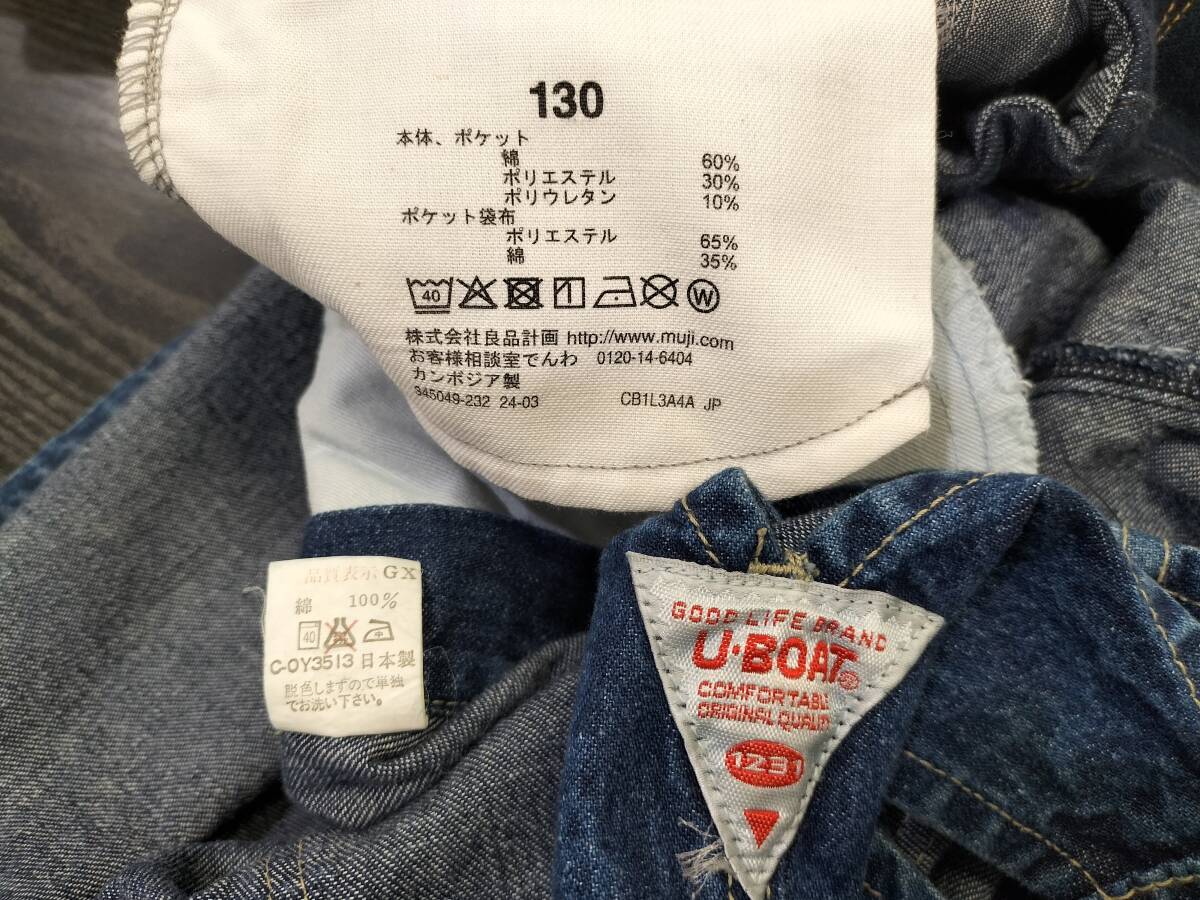 130
本体、ポケット
綿 60%
ポリエステル 30%
ポリウレタン 10%
ポケット袋布
ポリエステル 65%
綿 35%
40 W
株式会社良品計画 http://www.muji.com
お客様相談室でんわ 0120-14-6404
カンボジア製
345049-232 24-03 CB1L3A4A JP
品質表示GX
綿 100%
40
C-OY3513 日本製
脱色しますので単独
でお洗い下さい。
GOOD LIFE BRAND
U·BOAT®
COMFORTABLE
ORIGINAL QUALITY
1231